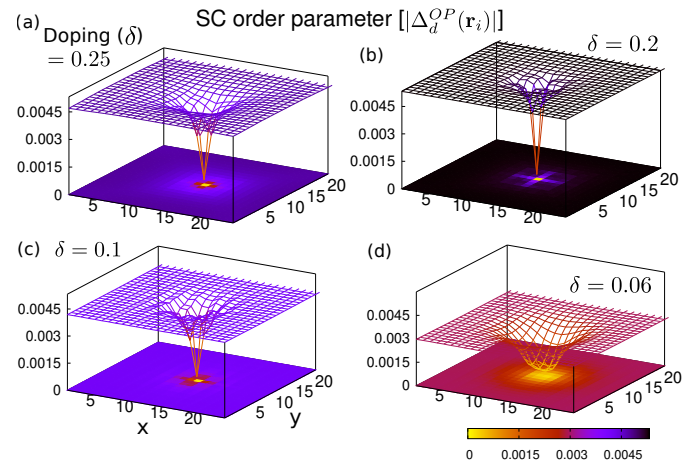 SC order parameter [|Δ_d^{OP}(r_i)|]
(a) Doping (δ) = 0.25
0.0045
0.003
0.0015
0
5 10 15 20
5 10 15 20
(b) δ = 0.2
0.0045
0.003
0.0015
0
5 10 15 20
5 10 15 20
(c) δ = 0.1
0.0045
0.003
0.0015
0
5 10 15 20
5 10 15 20
x y
(d) δ = 0.06
0.0045
0.003
0.0015
0
5 10 15 20
5 10 15 20
0 0.0015 0.003 0.0045